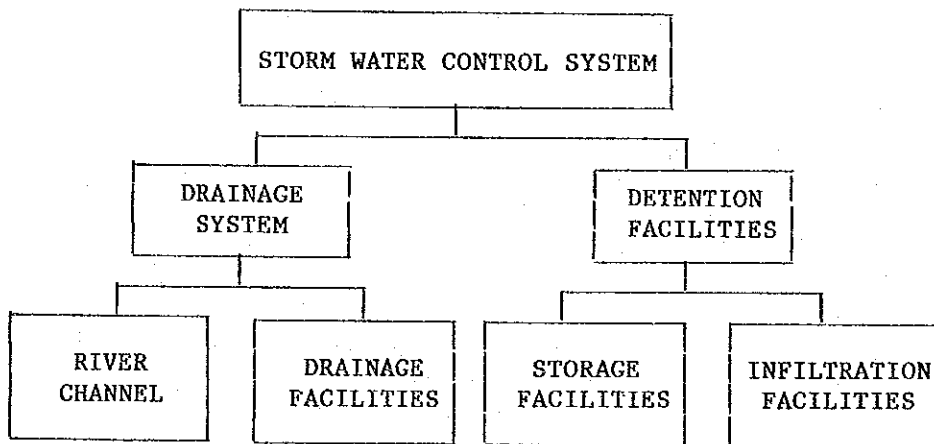 STORM WATER CONTROL SYSTEM
DRAINAGE
SYSTEM
DETENTION
FACILITIES
RIVER
CHANNEL
DRAINAGE
FACILITIES
STORAGE
FACILITIES
INFILTRATION
FACILITIES